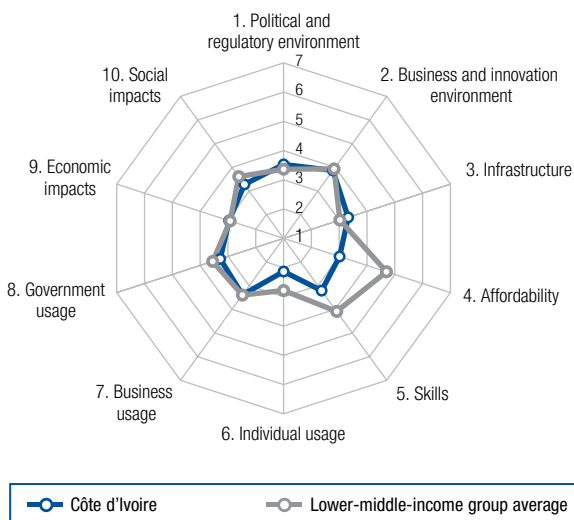 1. Political and
regulatory environment
2. Business and innovation
environment
3. Infrastructure
4. Affordability
5. Skills
6. Individual usage
7. Business
usage
8. Government
usage
9. Economic
impacts
10. Social
impacts
7
6
5
4
3
2
1
Côte d'Ivoire
Lower-middle-income group average